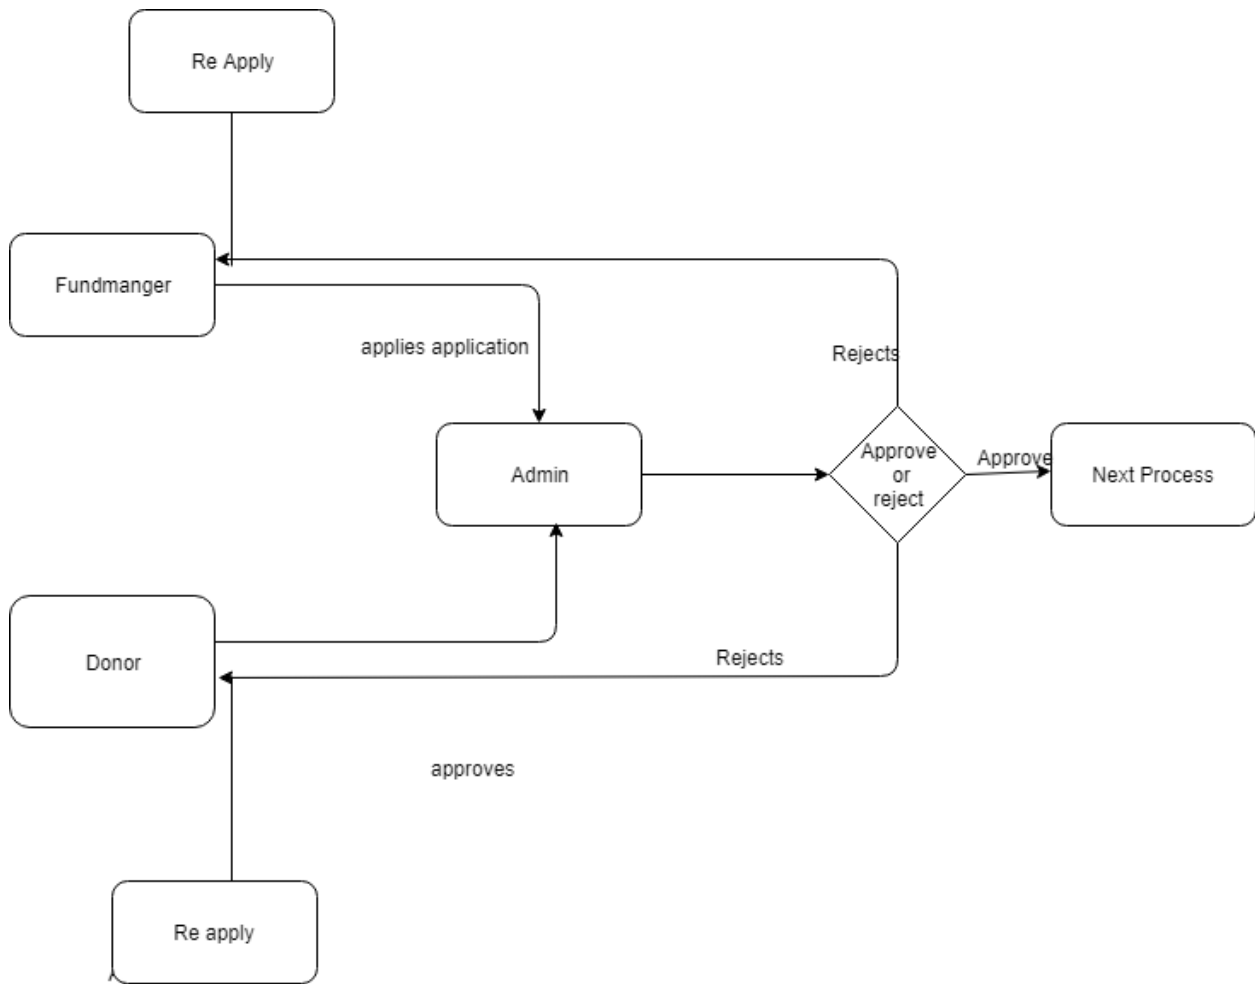 Re Apply
Fundmanger
applies application
Rejects
Admin
Approve
or
reject
Approve
Next Process
Donor
Rejects
approves
Re apply